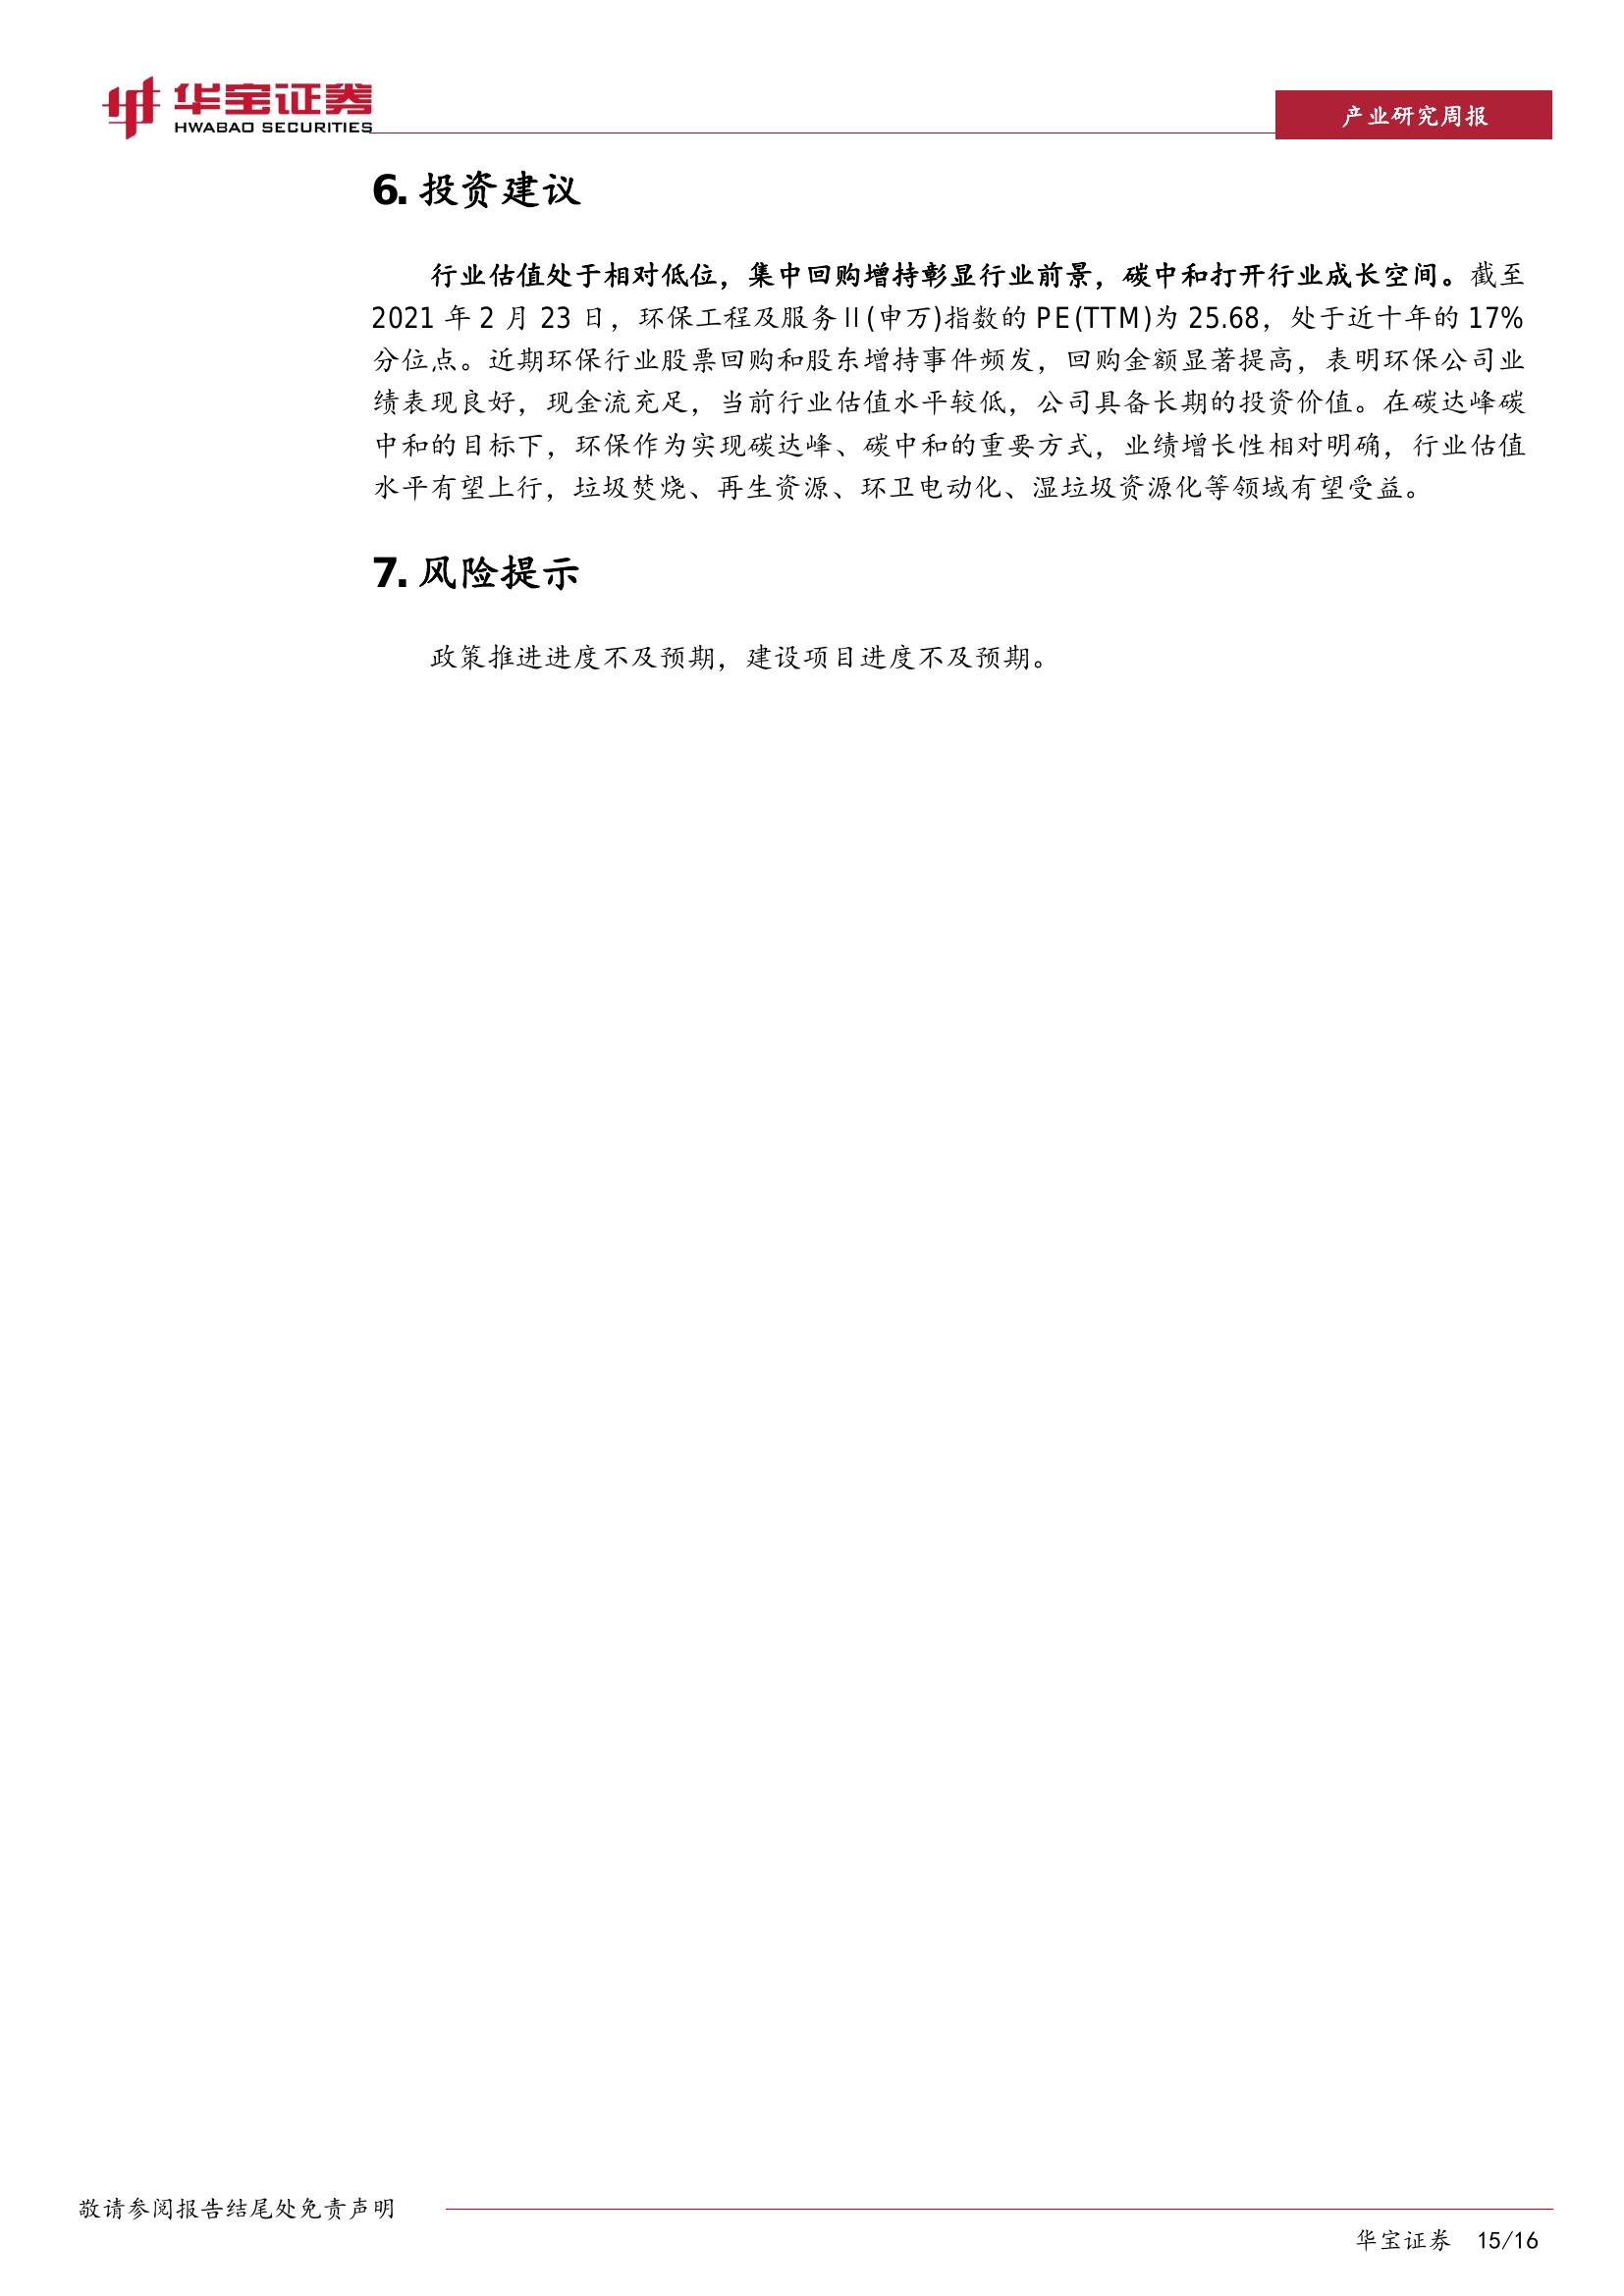 华宝证券
HWABAO SECURITIES
产业研究周报
6. 投资建议
行业估值处于相对低位，集中回购增持彰显行业前景，碳中和打开行业成长空间。截至
2021 年 2 月 23 日，环保工程及服务Ⅱ(申万)指数的 PE(TTM)为 25.68，处于近十年的 17%
分位点。近期环保行业股票回购和股东增持事件频发，回购金额显著提高，表明环保公司业
绩表现良好，现金流充足，当前行业估值水平较低，公司具备长期的投资价值。在碳达峰碳
中和的目标下，环保作为实现碳达峰、碳中和的重要方式，业绩增长性相对明确，行业估值
水平有望上行，垃圾焚烧、再生资源、环卫电动化、湿垃圾资源化等领域有望受益。
7. 风险提示
政策推进进度不及预期，建设项目进度不及预期。
敬请参阅报告结尾处免责声明
华宝证券 15/16